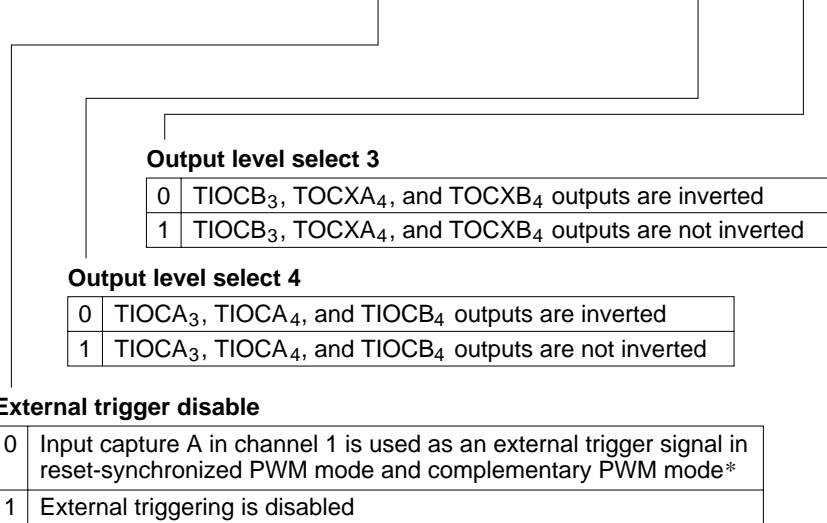 Output level select 3
0 TIOCB₃, TOCXA₄, and TOCXB₄ outputs are inverted
1 TIOCB₃, TOCXA₄, and TOCXB₄ outputs are not inverted
Output level select 4
0 TIOCA₃, TIOCA₄, and TIOCB₄ outputs are inverted
1 TIOCA₃, TIOCA₄, and TIOCB₄ outputs are not inverted
External trigger disable
0 Input capture A in channel 1 is used as an external trigger signal in
reset-synchronized PWM mode and complementary PWM mode*
1 External triggering is disabled